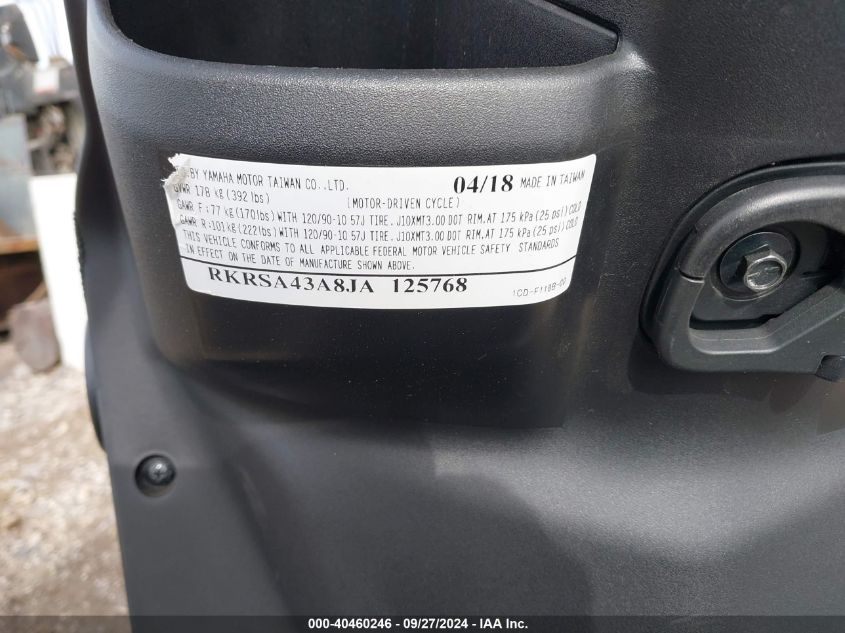 BY YAMAHA MOTOR TAIWAN CO.,LTD. 04/18 MADE IN TAIWAN
GVWR 178 kg (392 lbs) (MOTOR-DRIVEN CYCLE)
GAWR F:77 kg (170lbs) WITH 120/90-10 57J TIRE. J10XMT3.00 DOT RIM.AT 175 kPa (25 psi) COLD
GAWR R:101kg (222lbs) WITH 120/90-10 57J TIRE. J10XMT3.00 DOT RIM.AT 175 kPa (25 psi) COLD
THIS VEHICLE CONFORMS TO ALL APPLICABLE FEDERAL MOTOR VEHICLE SAFETY STANDARDS
IN EFFECT ON THE DATE OF MANUFACTURE SHOWN ABOVE.
RKRSA43A8JA 125768 1CD-F118B-00
000-40460246 / 09/27/2024 - IAA Inc.